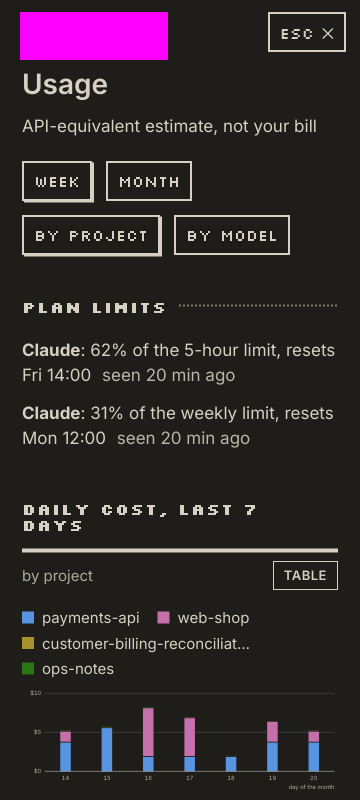 ESC ×
Usage
API-equivalent estimate, not your bill
WEEK MONTH
BY PROJECT BY MODEL
PLAN LIMITS
Claude: 62% of the 5-hour limit, resets
Fri 14:00 seen 20 min ago
Claude: 31% of the weekly limit, resets
Mon 12:00 seen 20 min ago
DAILY COST, LAST 7
DAYS
by project TABLE
payments-api web-shop
customer-billing-reconciliat...
ops-notes
$10
$5
$0
14 15 16 17 18 19 20
day of the month